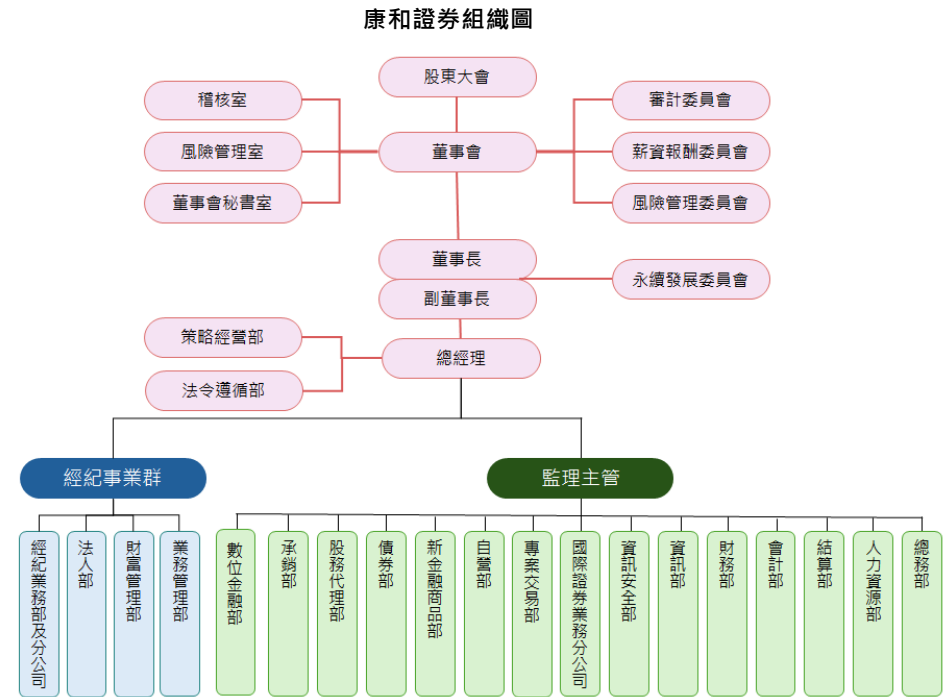 康和證券組織圖
股東大會
稽核室
審計委員會
風險管理室
董事會
薪資報酬委員會
董事會秘書室
風險管理委員會
董事長
永續發展委員會
副董事長
策略經營部
總經理
法令遵循部
經紀事業群
監理主管
經紀業務部及分公司
法人部
財富管理部
業務管理部
數位金融部
承銷部
股務代理部
債券部
新金融商品部
自營部
專案交易部
國際證券業務分公司
資訊安全部
資訊部
財務部
會計部
結算部
人力資源部
總務部